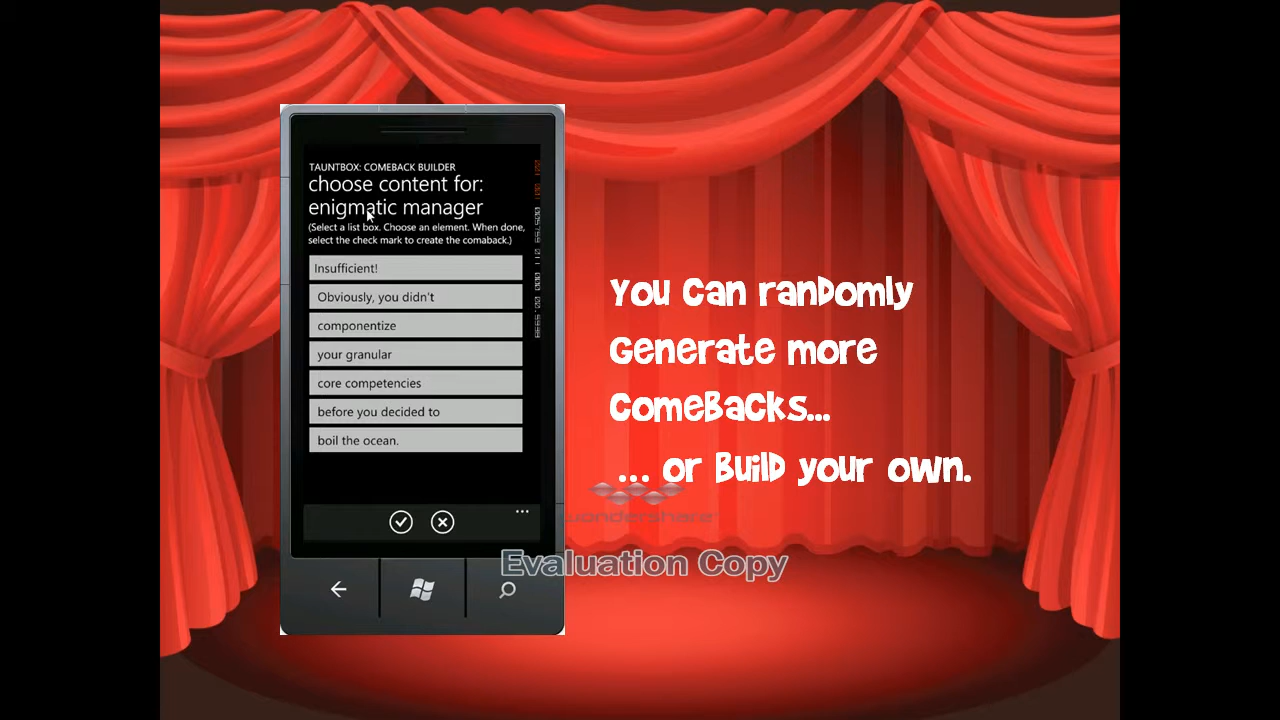 TAUNTBOX: COMEBACK BUILDER
choose content for:
enigmatic manager
(Select a list box. Choose an element. When done,
select the check mark to create the comaback.)
Insufficient!
Obviously, you didn't
componentize
your granular
core competencies
before you decided to
boil the ocean.
You can randomly
generate more
comebacks...
... or build your own.
wondershare
Evaluation Copy